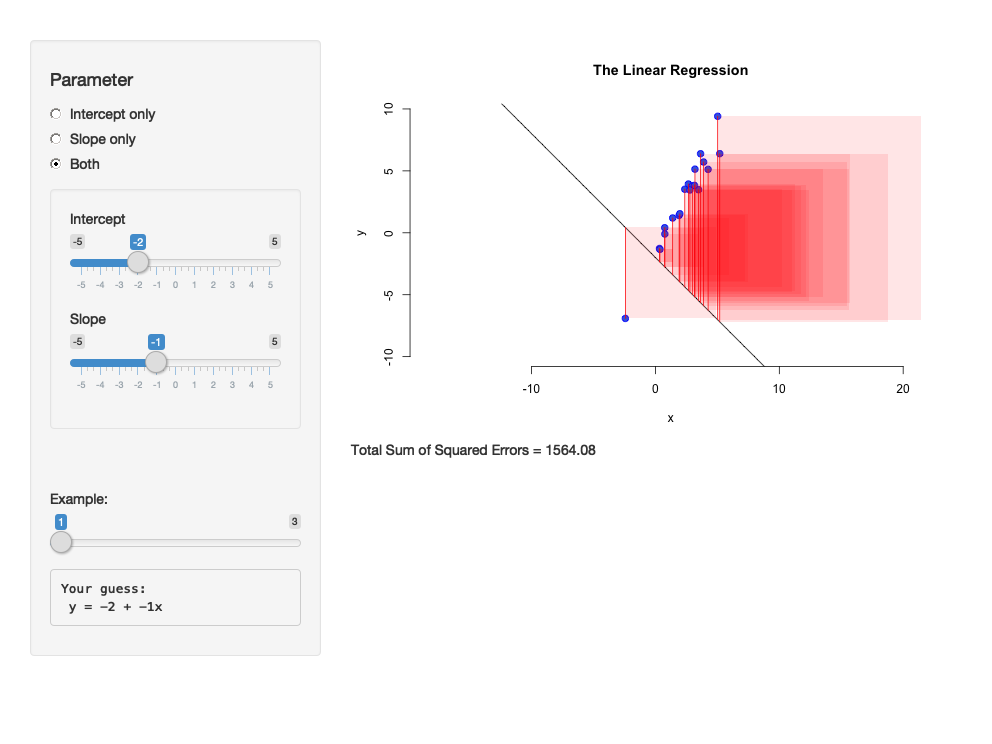 Parameter
Intercept only
Slope only
Both
Intercept
-5 -2 5
-5 -4 -3 -2 -1 0 1 2 3 4 5
Slope
-5 -1 5
-5 -4 -3 -2 -1 0 1 2 3 4 5
Example:
1 3
Your guess:
y = −2 + −1x
The Linear Regression
10
5
0
-5
-10
y
-10 0 10 20
x
Total Sum of Squared Errors = 1564.08